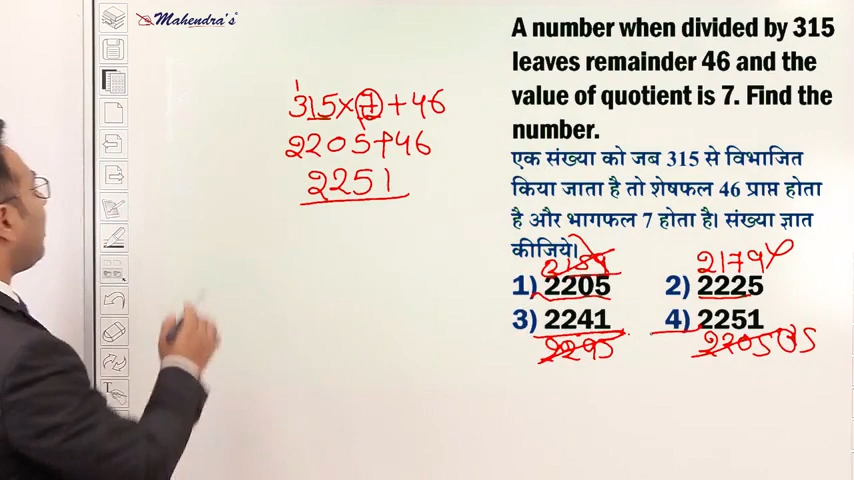 Mahendra's
315×7+46
2205+46
2251
A number when divided by 315
leaves remainder 46 and the
value of quotient is 7. Find the
number.
एक संख्या को जब 315 से विभाजित
किया जाता है तो शेषफल 46 प्राप्त होता
है और भागफल 7 होता है। संख्या ज्ञात
कीजिये।
2179
1) 2205 2) 2225
3) 2241 4) 2251
2295